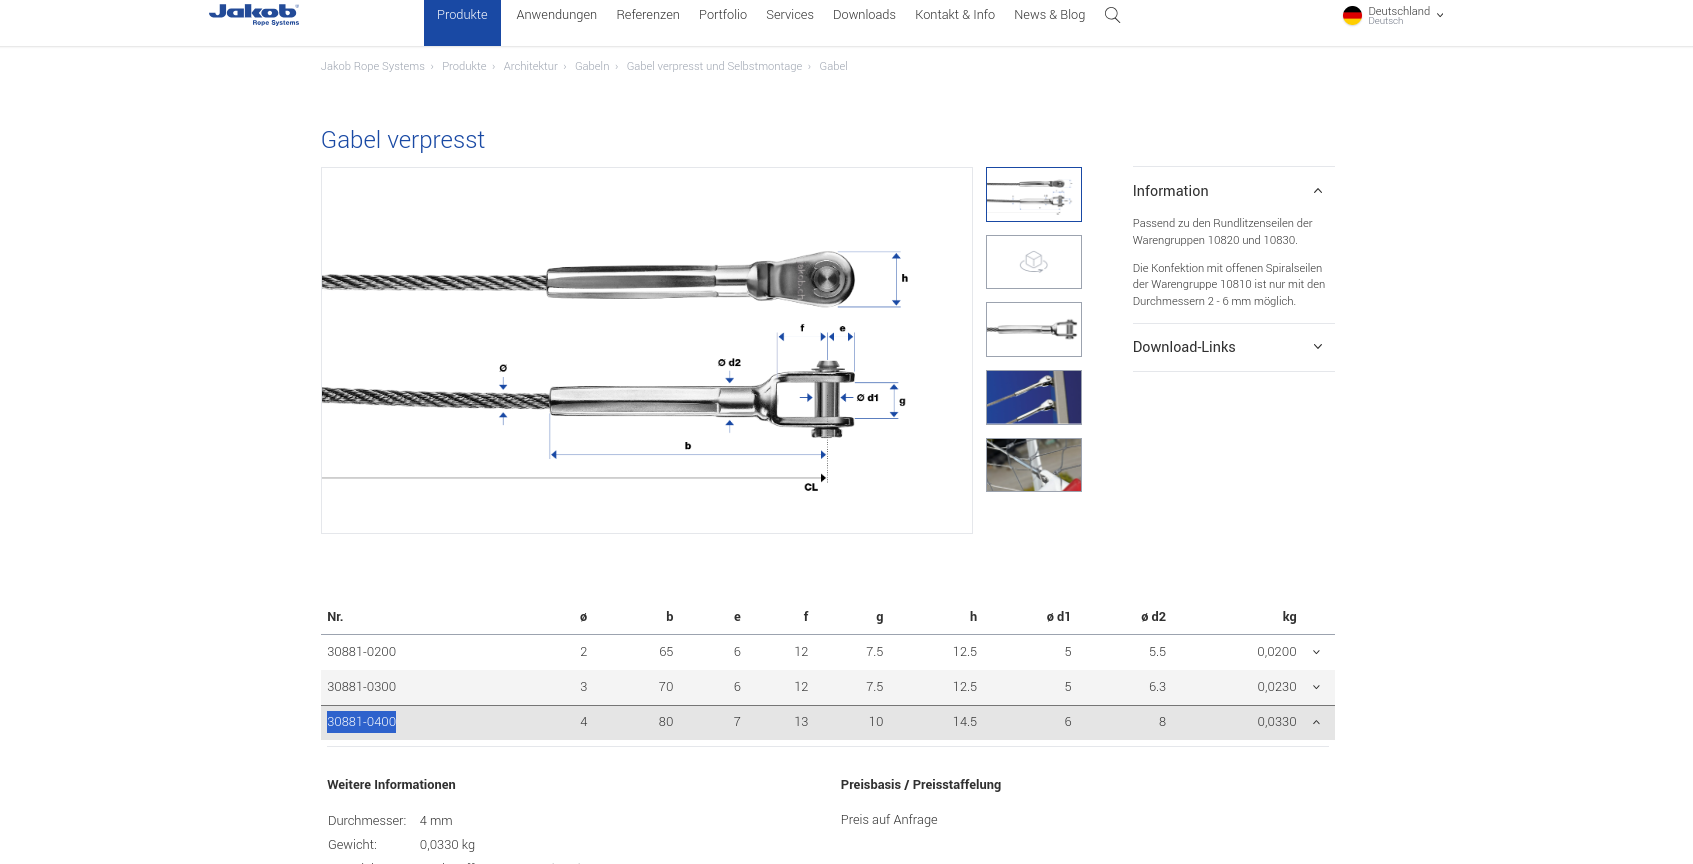 Jakob
Rope Systems
Produkte
Anwendungen
Referenzen
Portfolio
Services
Downloads
Kontakt & Info
News & Blog
Deutschland
Deutsch
Jakob Rope Systems › Produkte › Architektur › Gabeln › Gabel verpresst und Selbstmontage › Gabel
Gabel verpresst
h
f e
ø
ø d2
ø d1
g
b
CL
Information
Passend zu den Rundlitzenseilen der
Warengruppen 10820 und 10830.
Die Konfektion mit offenen Spiralseilen
der Warengruppe 10810 ist nur mit den
Durchmessern 2 - 6 mm möglich.
Download-Links
Nr. ø b e f g h ø d1 ø d2 kg
30881-0200 2 65 6 12 7.5 12.5 5 5.5 0,0200
30881-0300 3 70 6 12 7.5 12.5 5 6.3 0,0230
30881-0400 4 80 7 13 10 14.5 6 8 0,0330
Weitere Informationen
Durchmesser: 4 mm
Gewicht: 0,0330 kg
Preisbasis / Preisstaffelung
Preis auf Anfrage